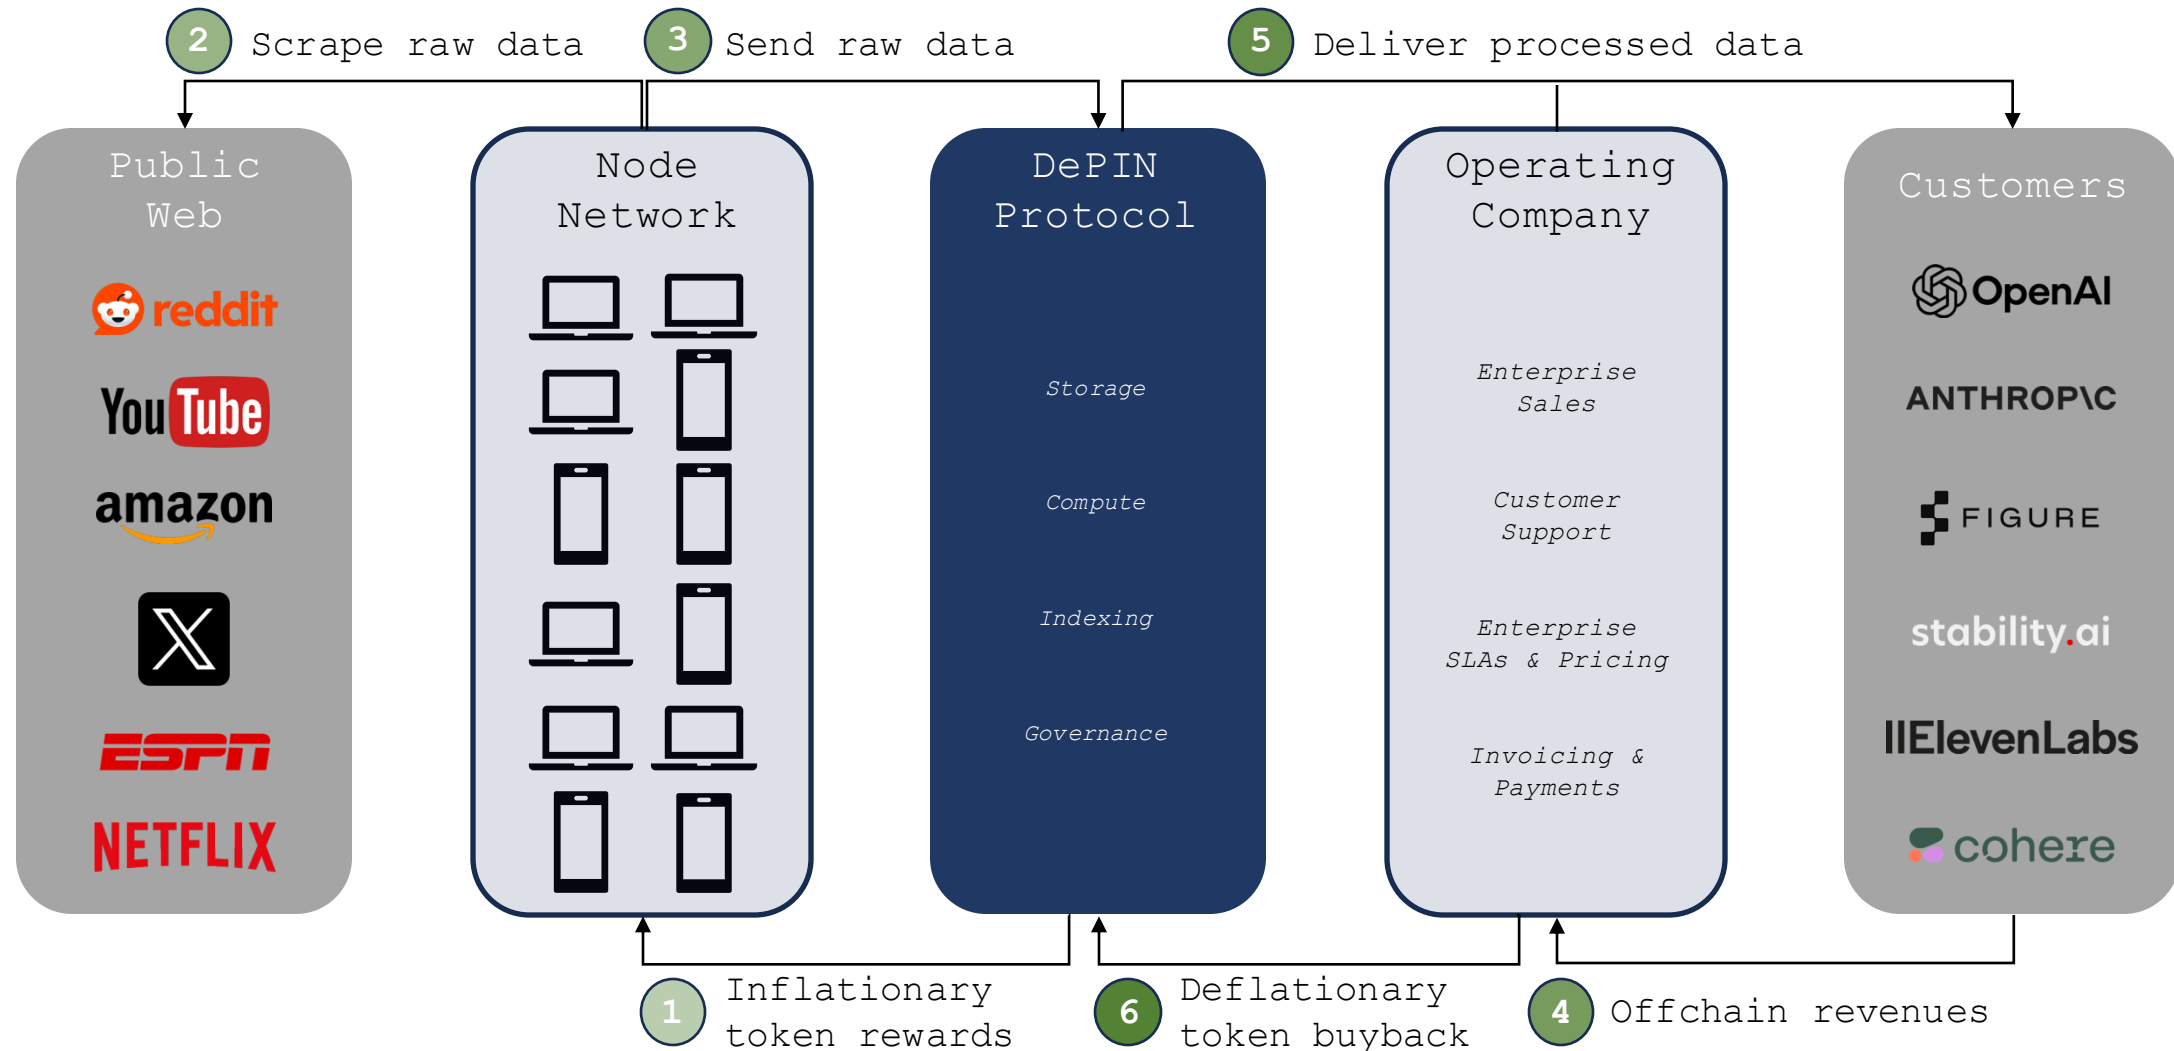 2 Scrape raw data
3 Send raw data
5 Deliver processed data
Public
Web
reddit
YouTube
amazon
X
ESPN
NETFLIX
Node
Network
DePIN
Protocol
Storage
Compute
Indexing
Governance
Operating
Company
Enterprise
Sales
Customer
Support
Enterprise
SLAs & Pricing
Invoicing &
Payments
Customers
OpenAI
ANTHROP\C
FIGURE
stability.ai
IIElevenLabs
cohere
1 Inflationary
token rewards
6 Deflationary
token buyback
4 Offchain revenues